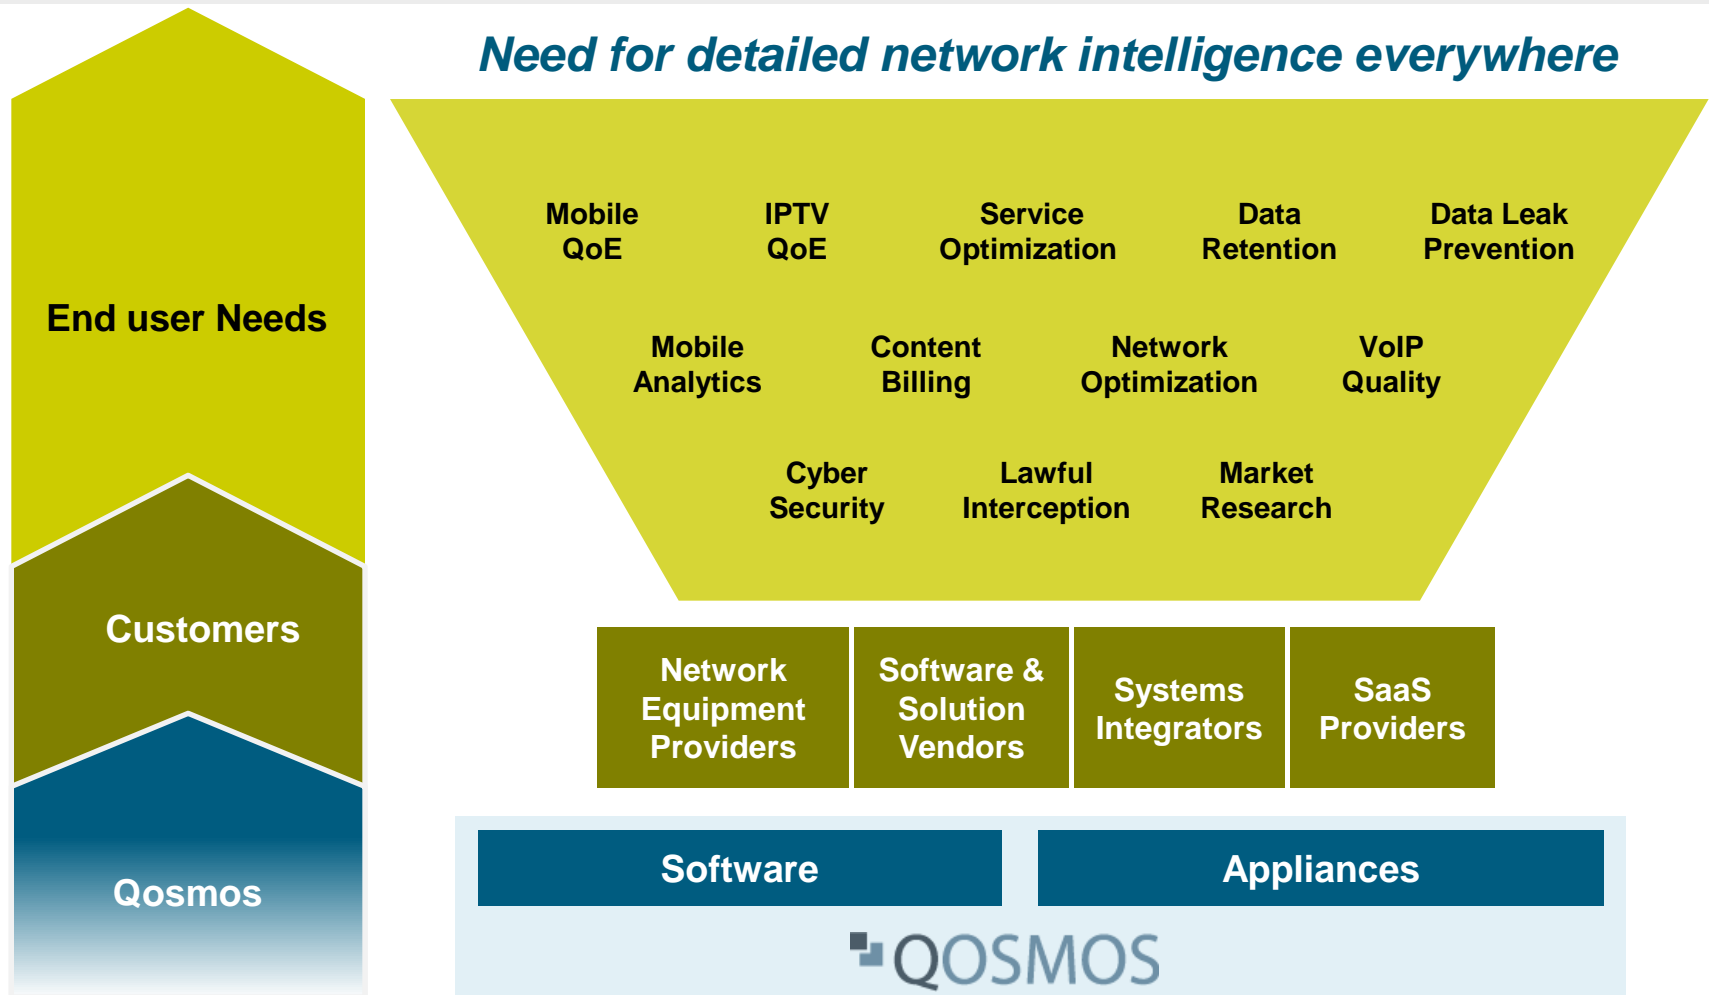 Need for detailed network intelligence everywhere
Mobile
QoE
IPTV
QoE
Service
Optimization
Data
Retention
Data Leak
Prevention
End user Needs
Mobile
Analytics
Content
Billing
Network
Optimization
VoIP
Quality
Cyber
Security
Lawful
Interception
Market
Research
Customers
Network
Equipment
Providers
Software &
Solution
Vendors
Systems
Integrators
SaaS
Providers
Qosmos
Software
Appliances
QOSMOS